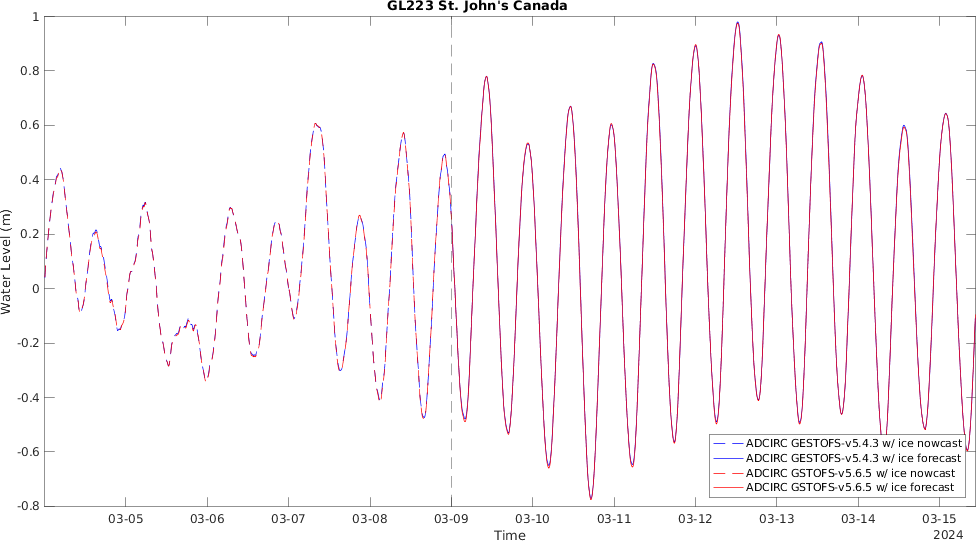 GL223 St. John's Canada
1
0.8
0.6
0.4
0.2
0
-0.2
-0.4
-0.6
-0.8
Water Level (m)
ADCIRC GESTOFS-v5.4.3 w/ ice nowcast
ADCIRC GESTOFS-v5.4.3 w/ ice forecast
ADCIRC GSTOFS-v5.6.5 w/ ice nowcast
ADCIRC GSTOFS-v5.6.5 w/ ice forecast
03-05 03-06 03-07 03-08 03-09 03-10 03-11 03-12 03-13 03-14 03-15
Time
2024